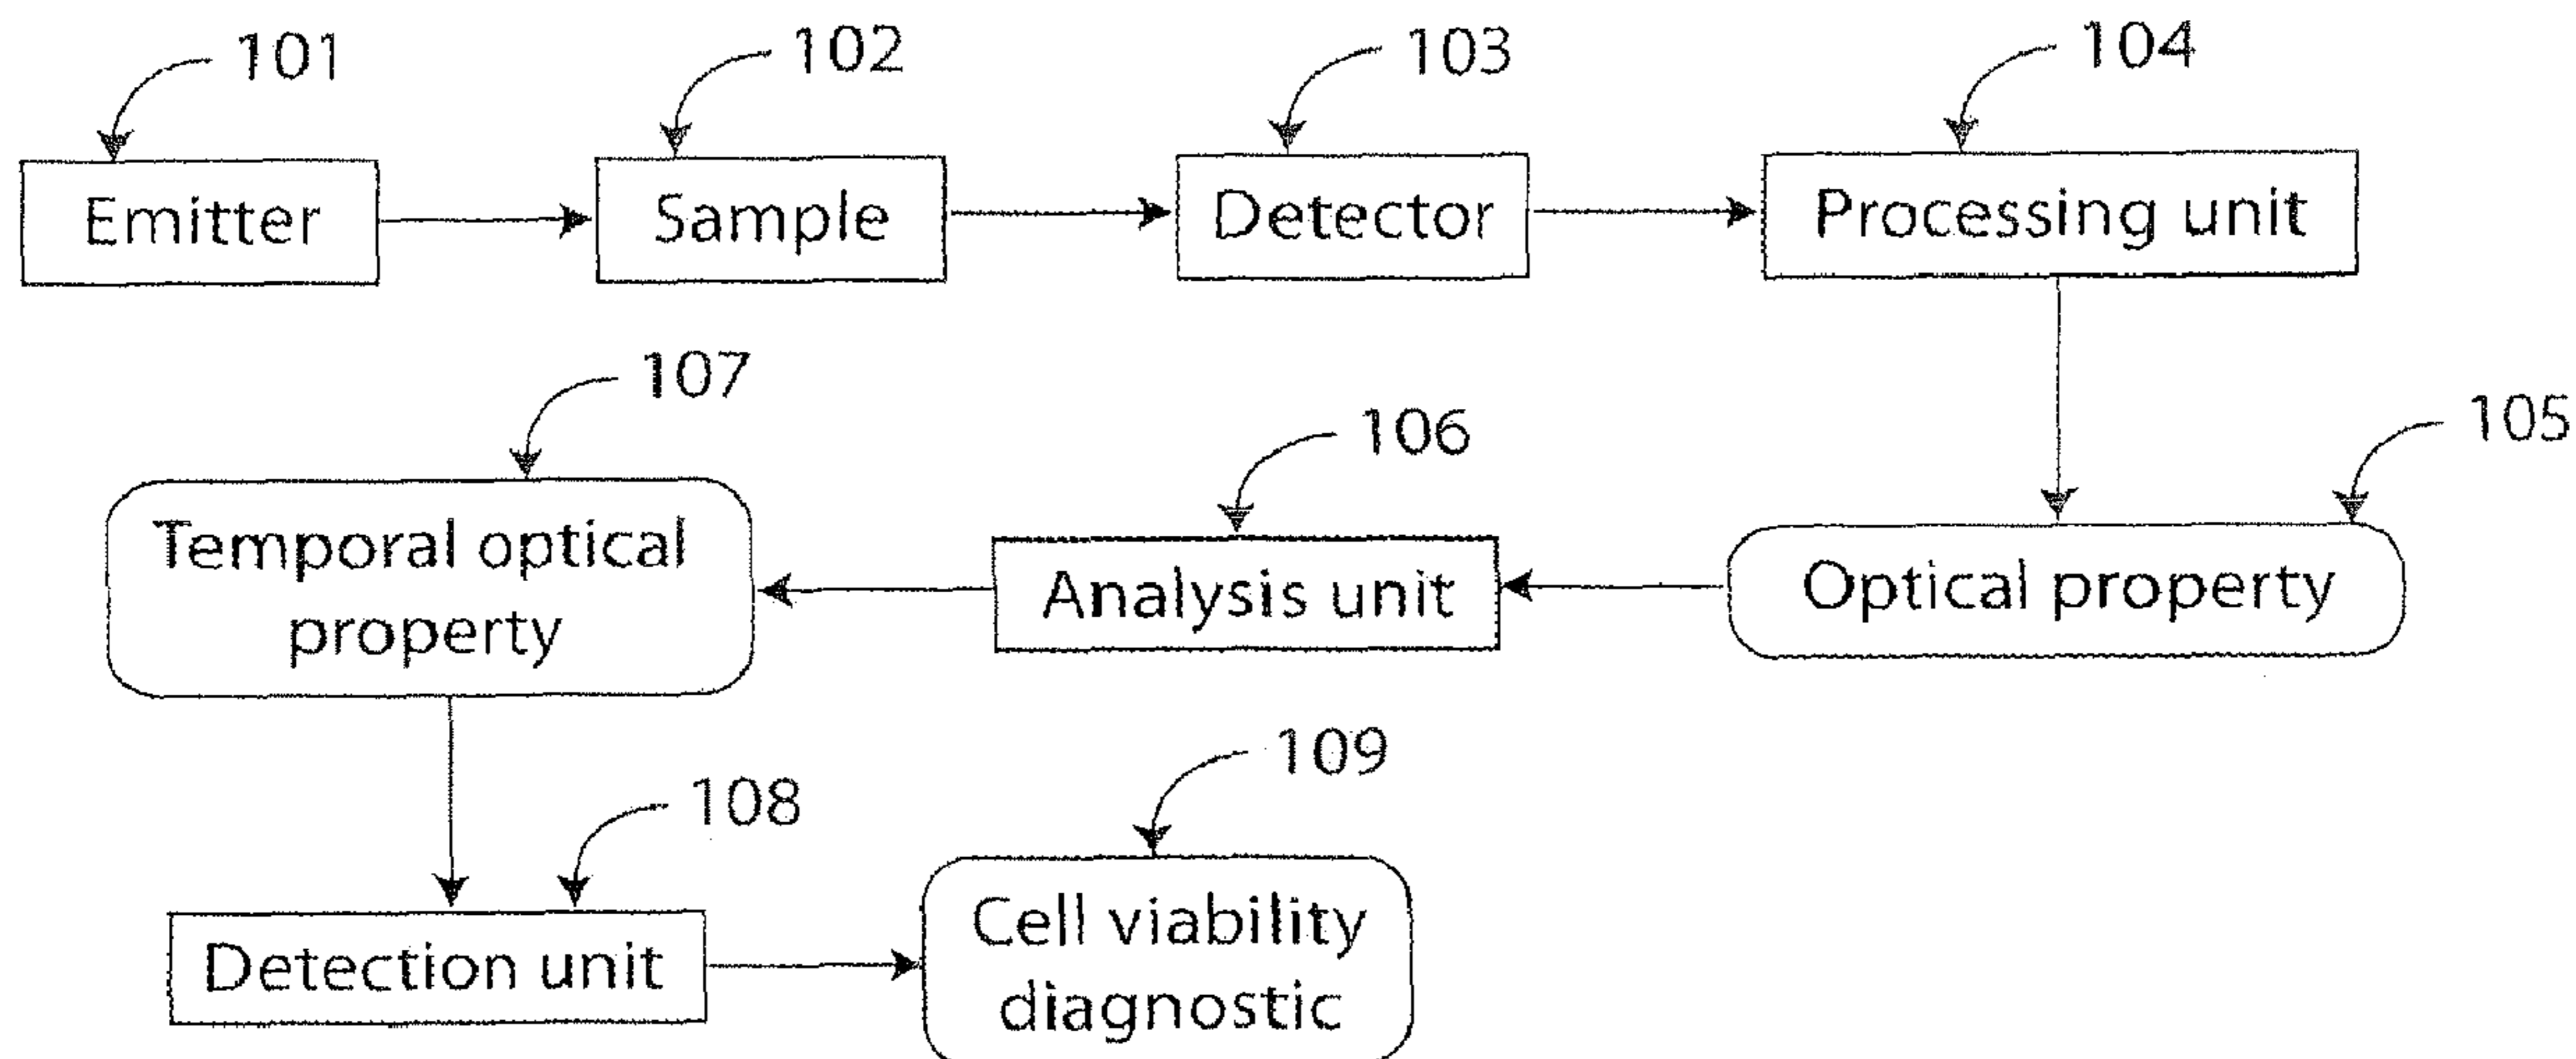 101
102
103
104
Emitter
Sample
Detector
Processing unit
107
106
105
Temporal optical
property
Analysis unit
Optical property
108
109
Detection unit
Cell viability
diagnostic